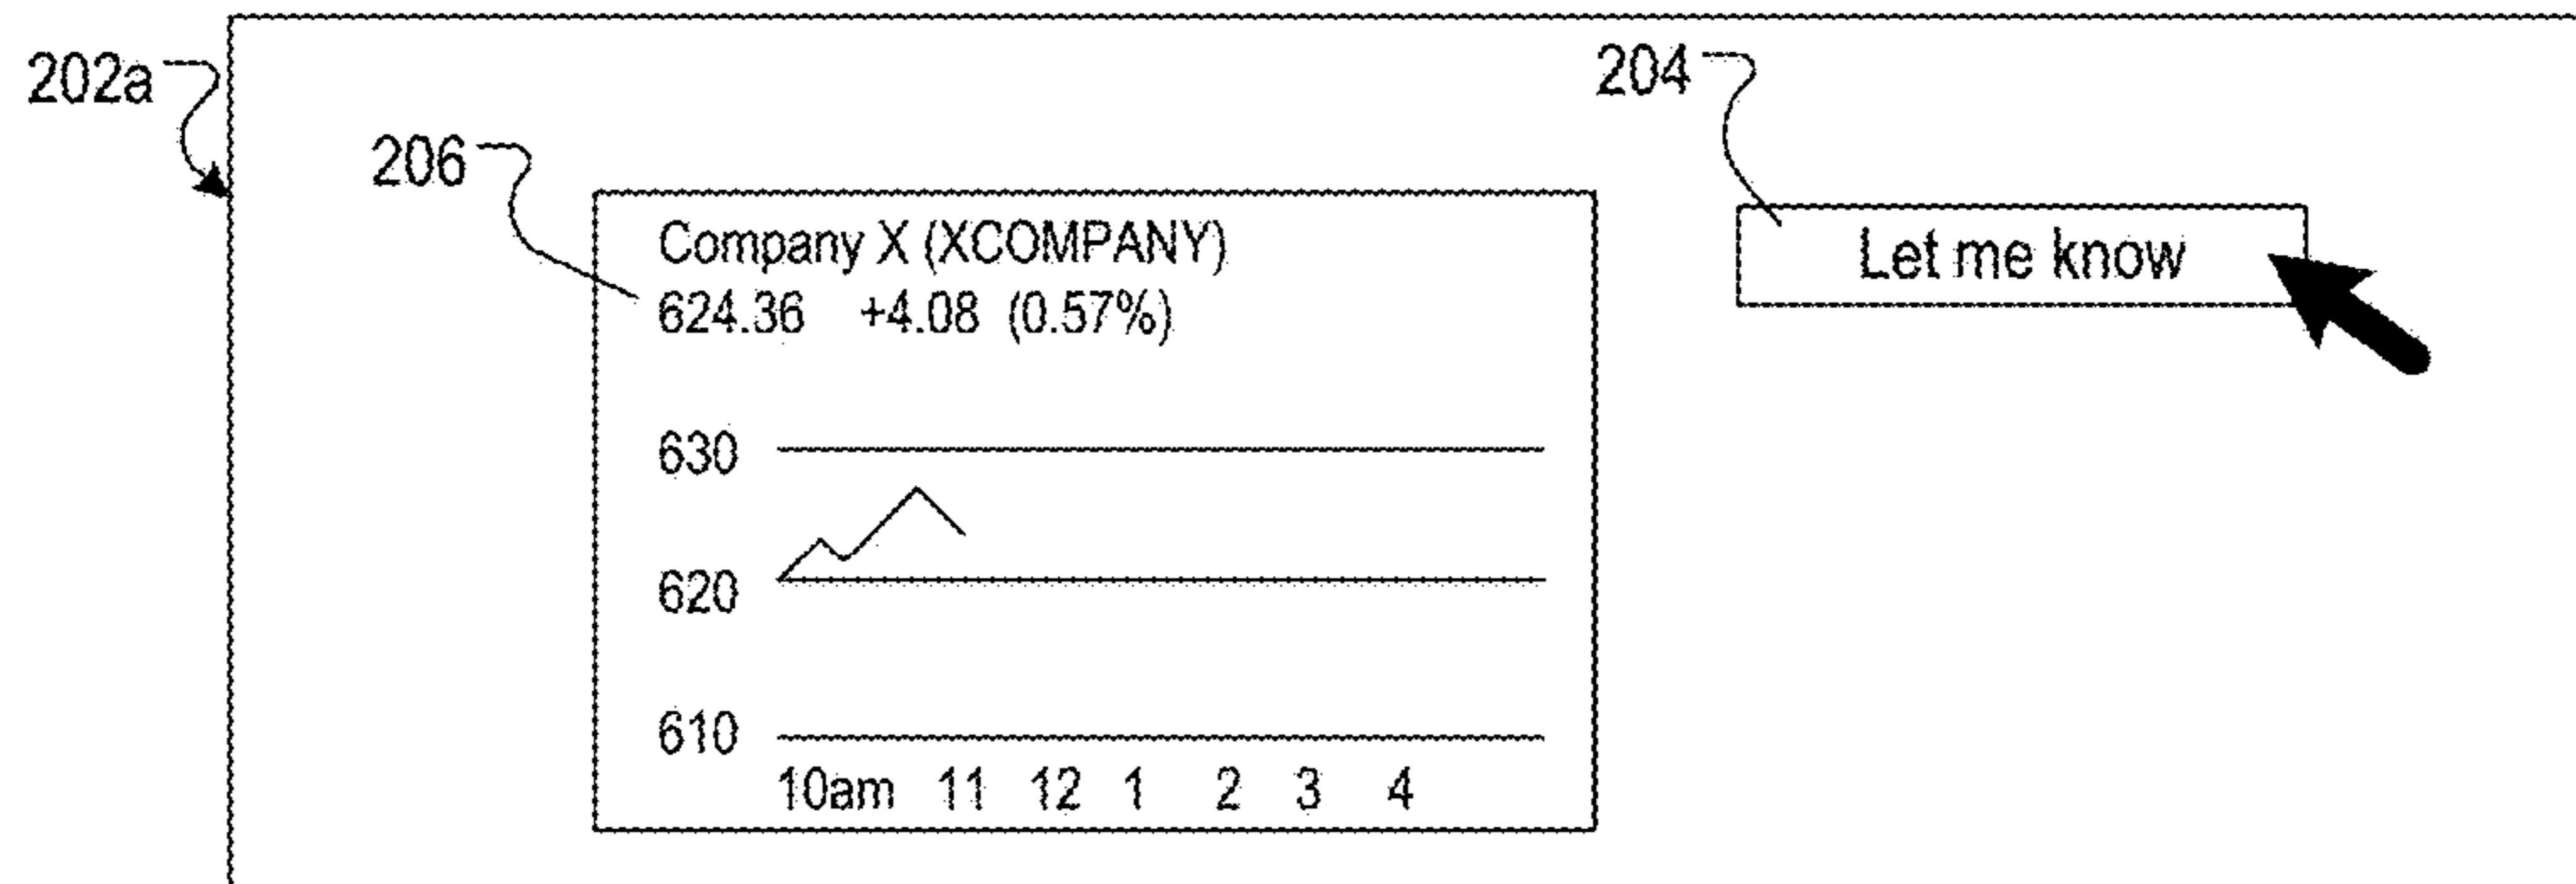 202a
204
206
Company X (XCOMPANY)
624.36 +4.08 (0.57%)
Let me know
630
620
610
10am 11 12 1 2 3 4